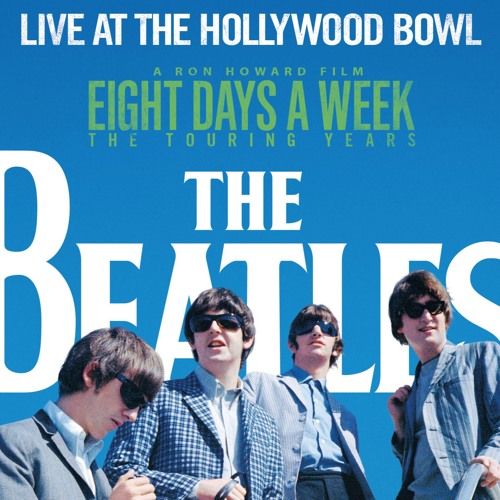 LIVE AT THE HOLLYWOOD BOWL
A RON HOWARD FILM
EIGHT DAYS A WEEK
THE TOURING YEARS
THE
BEATLES